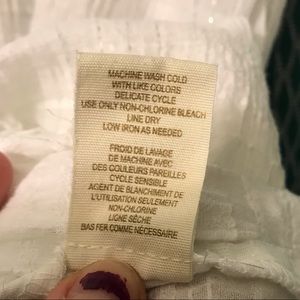 MACHINE WASH COLD
WITH LIKE COLORS
DELICATE CYCLE
USE ONLY NON-CHLORINE BLEACH
LINE DRY
LOW IRON AS NEEDED
FROID DE LAVAGE
DE MACHINE AVEC
DES COULEURS PAREILLES
CYCLE SENSIBLE
AGENT DE BLANCHIMENT DE
L'UTILISATION SEULEMENT
NON-CHLORINE
LIGNE SÈCHE
BAS FER COMME NÉCESSAIRE